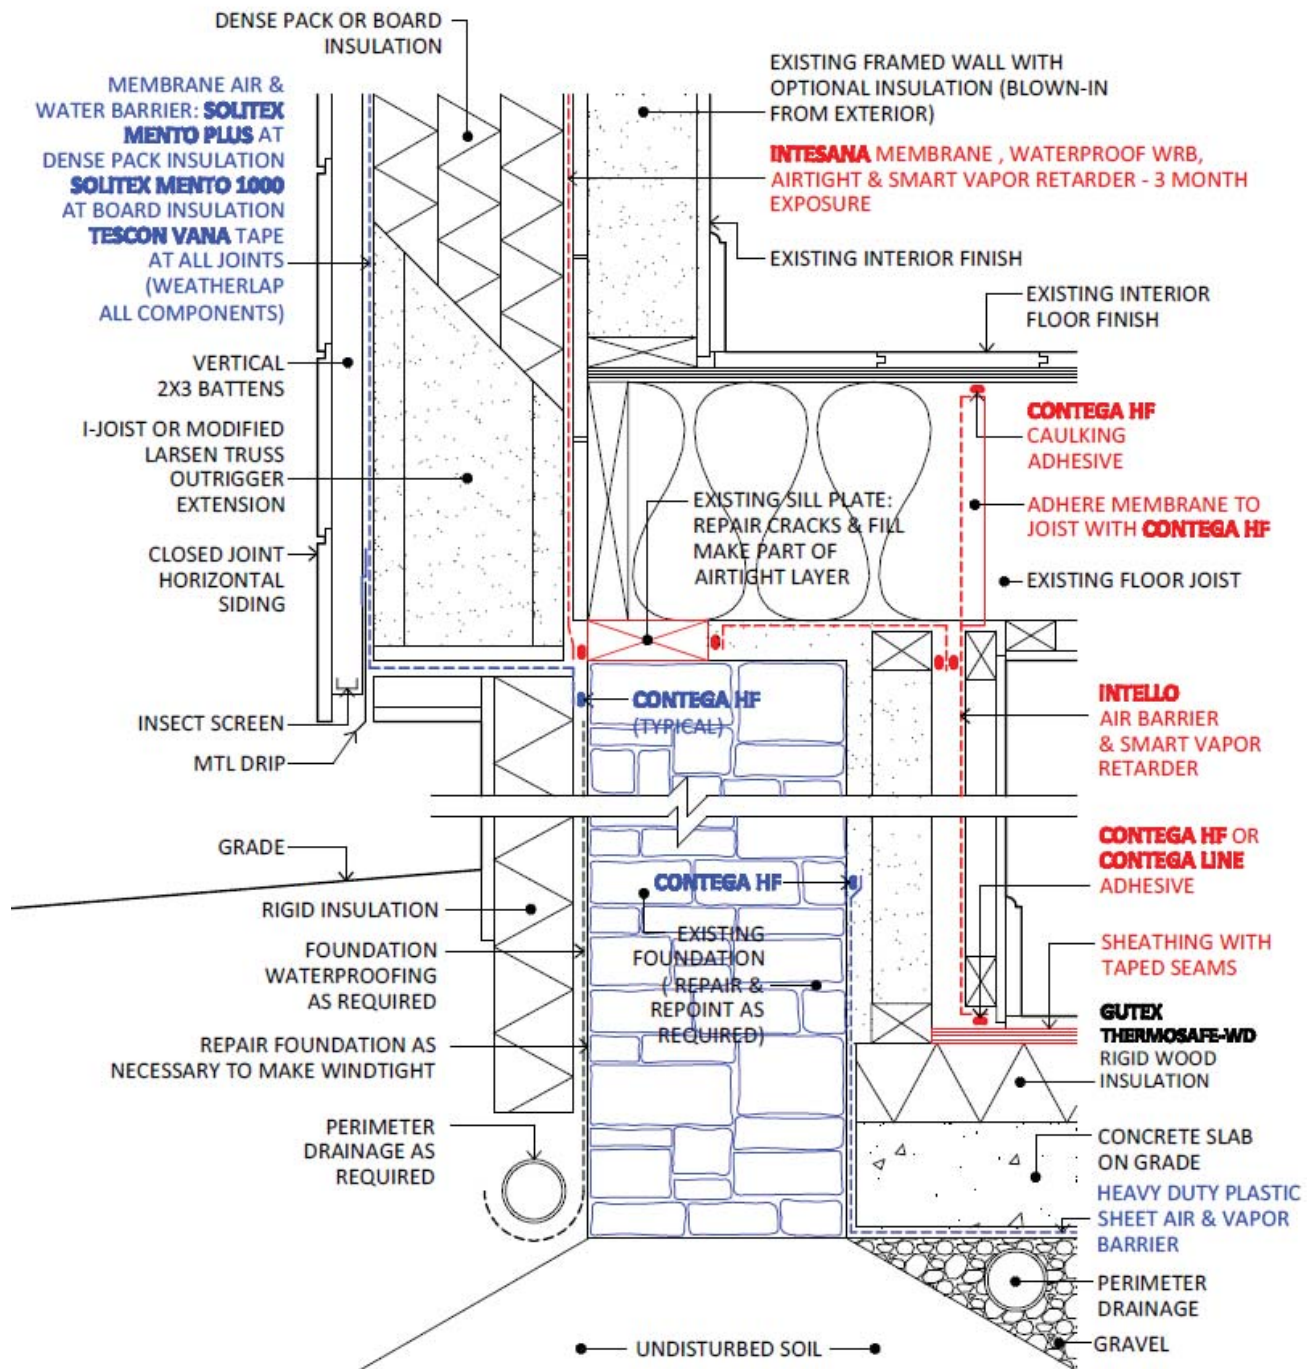 DENSE PACK OR BOARD
INSULATION
MEMBRANE AIR &
WATER BARRIER: SOLITEX
MENTO PLUS AT
DENSE PACK INSULATION
SOLITEX MENTO 1000
AT BOARD INSULATION
TESCON VANA TAPE
AT ALL JOINTS
(WEATHERLAP
ALL COMPONENTS)
VERTICAL
2X3 BATTENS
I-JOIST OR MODIFIED
LARSEN TRUSS
OUTRIGGER
EXTENSION
CLOSED JOINT
HORIZONTAL
SIDING
INSECT SCREEN
MTL DRIP
GRADE
RIGID INSULATION
FOUNDATION
WATERPROOFING
AS REQUIRED
REPAIR FOUNDATION AS
NECESSARY TO MAKE WINDTIGHT
PERIMETER
DRAINAGE AS
REQUIRED
EXISTING FRAMED WALL WITH
OPTIONAL INSULATION (BLOWN-IN
FROM EXTERIOR)
INTESANA MEMBRANE , WATERPROOF WRB,
AIRTIGHT & SMART VAPOR RETARDER - 3 MONTH
EXPOSURE
EXISTING INTERIOR FINISH
EXISTING INTERIOR
FLOOR FINISH
CONTEGA HF
CAULKING
ADHESIVE
EXISTING SILL PLATE:
REPAIR CRACKS & FILL
MAKE PART OF
AIRTIGHT LAYER
ADHERE MEMBRANE TO
JOIST WITH CONTEGA HF
EXISTING FLOOR JOIST
CONTEGA HF
(TYPICAL)
INTELLO
AIR BARRIER
& SMART VAPOR
RETARDER
CONTEGA HF OR
CONTEGA LINE
ADHESIVE
CONTEGA HF
EXISTING
FOUNDATION
( REPAIR &
REPOINT AS
REQUIRED)
SHEATHING WITH
TAPED SEAMS
GUTEX
THERMOSAFE-WD
RIGID WOOD
INSULATION
CONCRETE SLAB
ON GRADE
HEAVY DUTY PLASTIC
SHEET AIR & VAPOR
BARRIER
PERIMETER
DRAINAGE
GRAVEL
UNDISTURBED SOIL